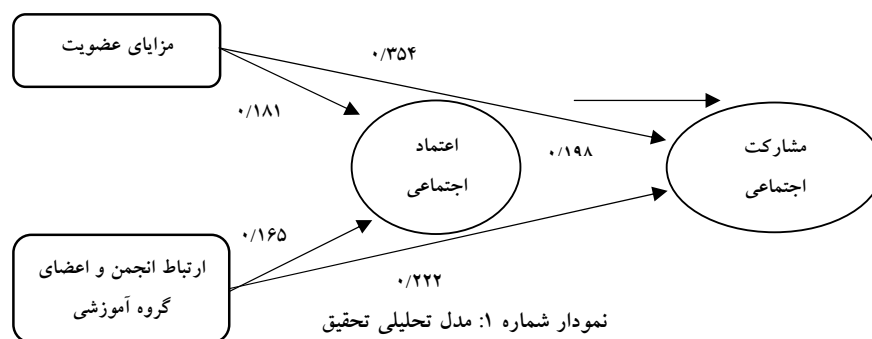 مزایای عضویت
۰/۳۵۴
۰/۱۸۱
اعتماد
اجتماعی
۰/۱۹۸
مشارکت
اجتماعی
۰/۱۶۵
ارتباط انجمن و اعضای
گروه آموزشی
۰/۲۲۲
نمودار شماره ۱: مدل تحلیلی تحقیق